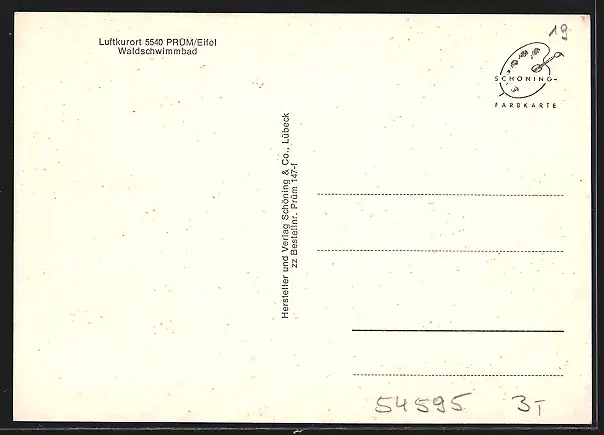 Luftkurort 5540 PRÜM/Eifel
Waldschwimmbad
19
SCHÖNING
FARBKARTE
Hersteller und Verlag Schöning & Co., Lübeck
zz Bestellnr. Prüm 147-f
54595 3T